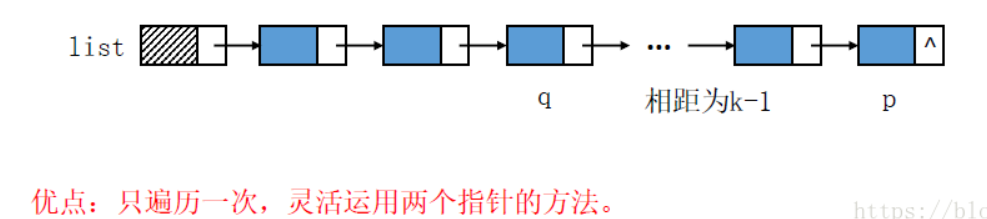 list ^
... 
q 相距为k-1 p
优点：只遍历一次，灵活运用两个指针的方法。
https://blo